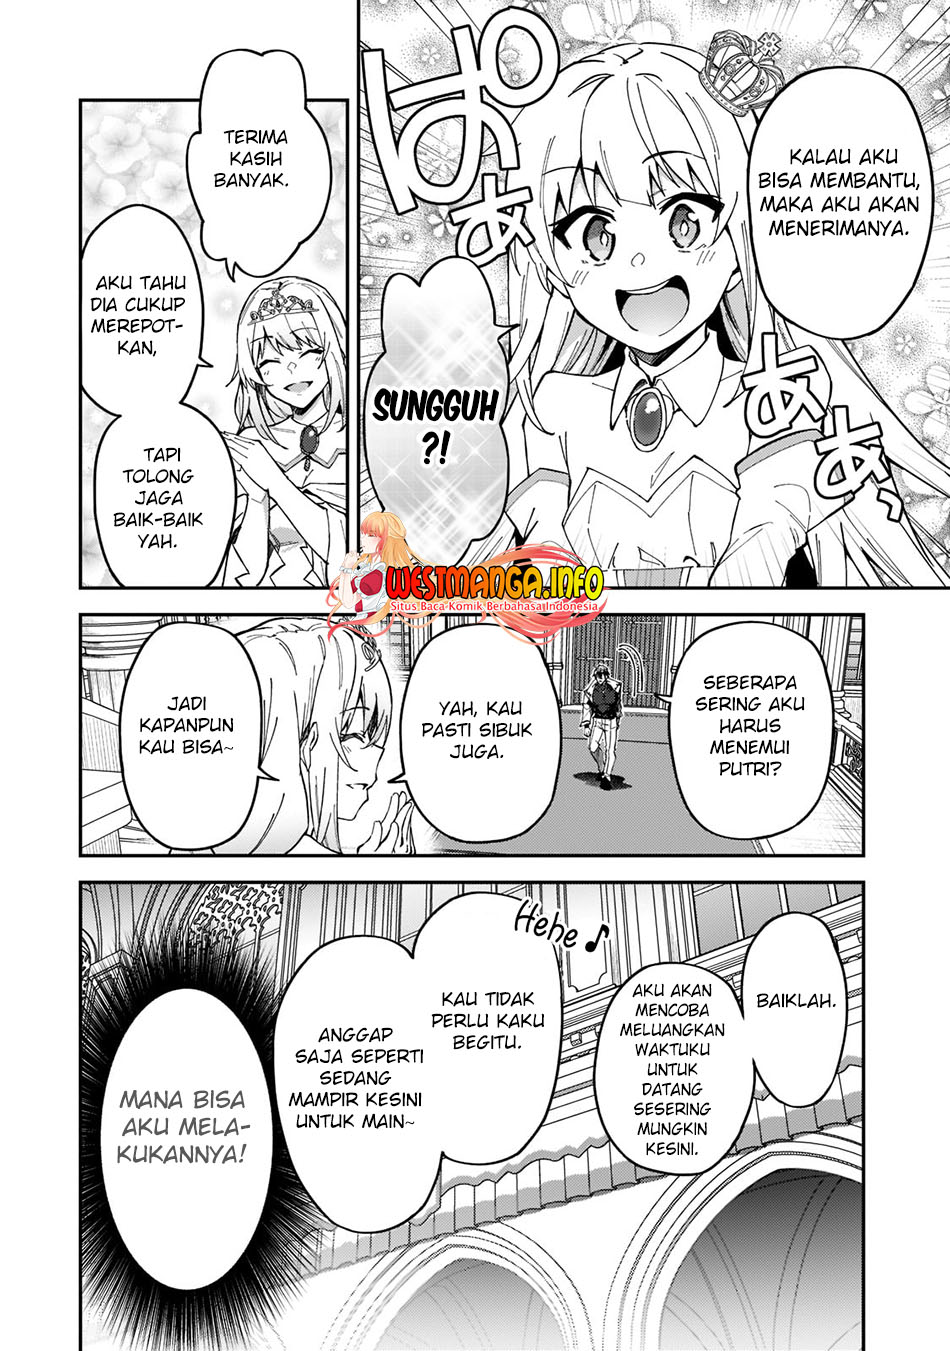 KALAU AKU
BISA MEMBANTU,
MAKA AKU AKAN
MENERIMANYA.
ぱ
ぁ
あ
あ、
SUNGGUH
?!
TERIMA
KASIH
BANYAK.
AKU TAHU
DIA CUKUP
MEREPOT-
KAN,
TAPI
TOLONG
JAGA
BAIK-BAIK
YAH.
WESTMANGA.INFO
Situs Baca Komik Berbahasa Indonesia
SEBERAPA
SERING AKU
HARUS
MENEMUI
PUTRI?
YAH, KAU
PASTI SIBUK
JUGA.
JADI
KAPANPUN
KAU BISA~
BAIKLAH.
AKU AKAN
MENCOBA
MELUANGKAN
WAKTUKU
UNTUK
DATANG
SESERING
MUNGKIN
KESINI.
Hehe♪
KAU TIDAK
PERLU KAKU
BEGITU.
ANGGAP
SAJA SEPERTI
SEDANG
MAMPIR KESINI
UNTUK MAIN~
MANA BISA
AKU MELA-
KUKANNYA!